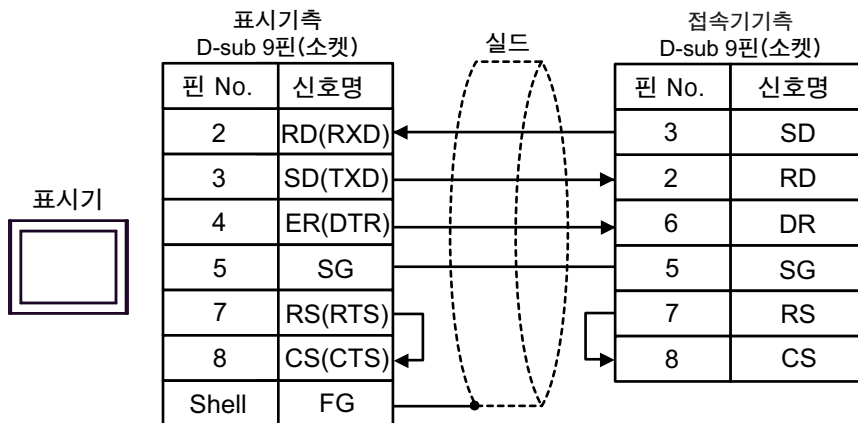 표시기측
D-sub 9핀(소켓)
실드
접속기기측
D-sub 9핀(소켓)
핀 No. 신호명
2 RD(RXD)
3 SD(TXD)
4 ER(DTR)
5 SG
7 RS(RTS)
8 CS(CTS)
Shell FG
표시기
핀 No. 신호명
3 SD
2 RD
6 DR
5 SG
7 RS
8 CS